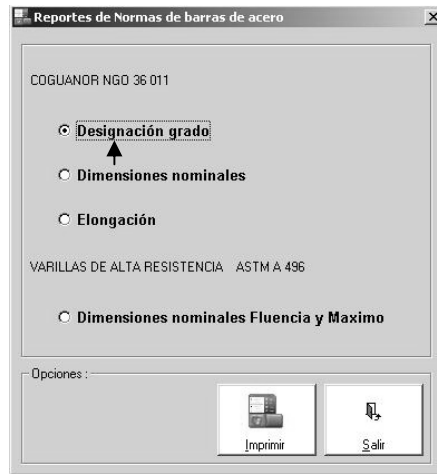 Reportes de Normas de barras de acero
COGUANOR NGO 36 011
Designación grado
Dimensiones nominales
Elongación
VARILLAS DE ALTA RESISTENCIA ASTM A 496
Dimensiones nominales Fluencia y Maximo
Opciones :
Imprimir
Salir